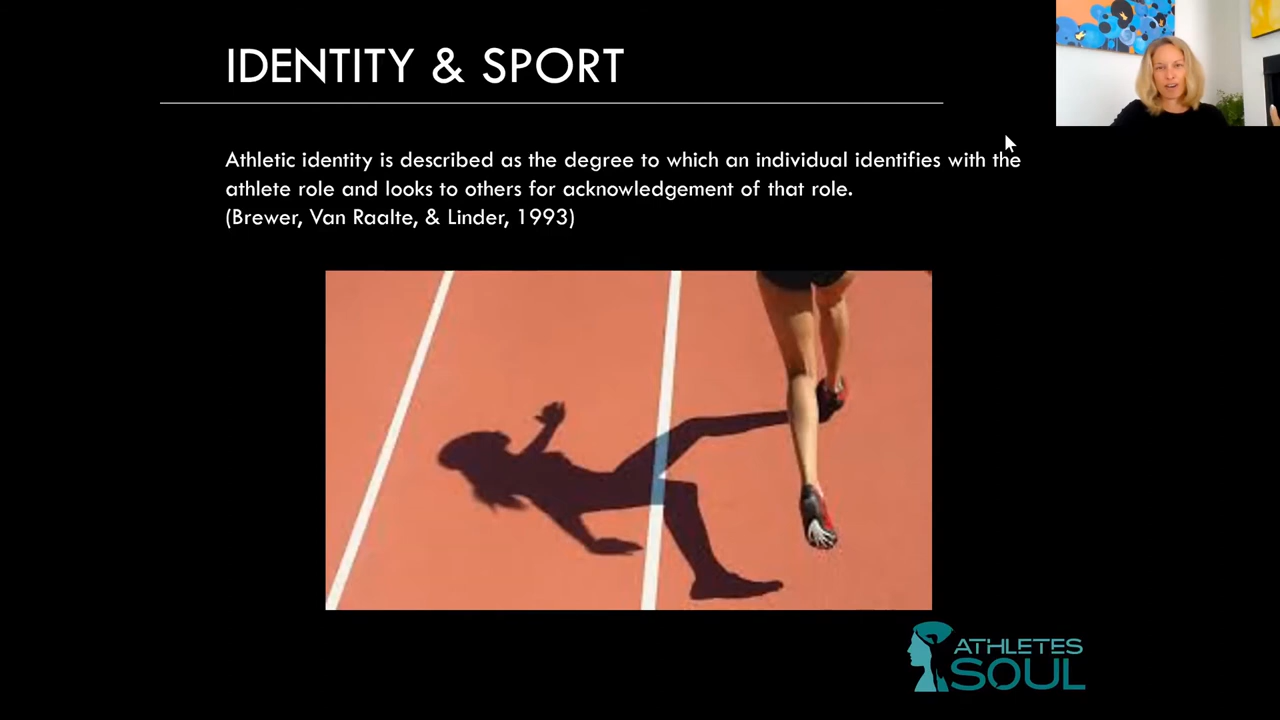 IDENTITY & SPORT
Athletic identity is described as the degree to which an individual identifies with the
athlete role and looks to others for acknowledgement of that role.
(Brewer, Van Raalte, & Linder, 1993)
ATHLETES
SOUL